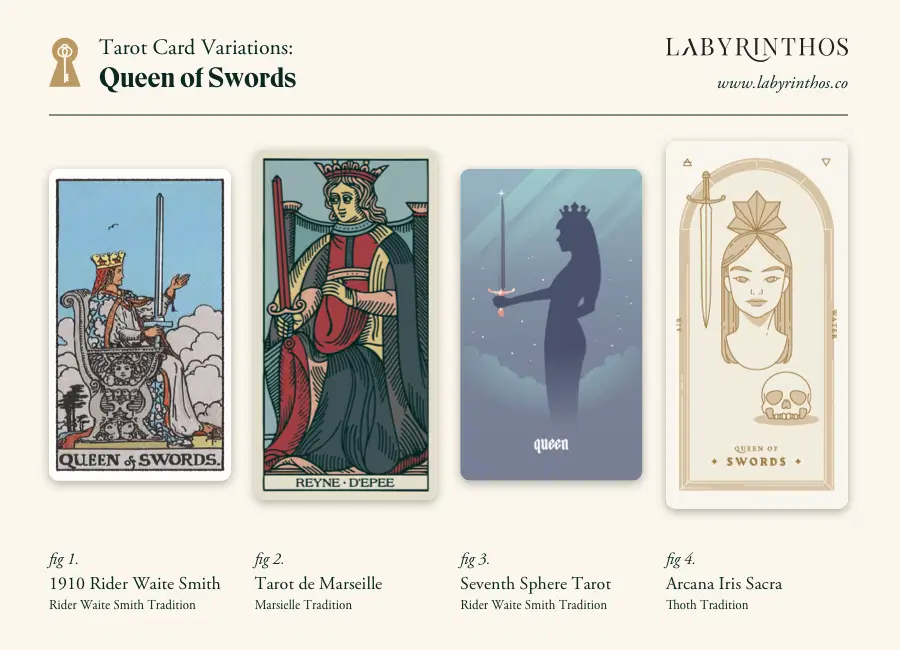 Tarot Card Variations:
Queen of Swords
LABYRINTHOS
www.labyrinthos.co
QUEEN of SWORDS.
REYNE · D'EPEE
queen
AIR
WATER
QUEEN OF
SWORDS
fig 1.
1910 Rider Waite Smith
Rider Waite Smith Tradition
fig 2.
Tarot de Marseille
Marsielle Tradition
fig 3.
Seventh Sphere Tarot
Rider Waite Smith Tradition
fig 4.
Arcana Iris Sacra
Thoth Tradition